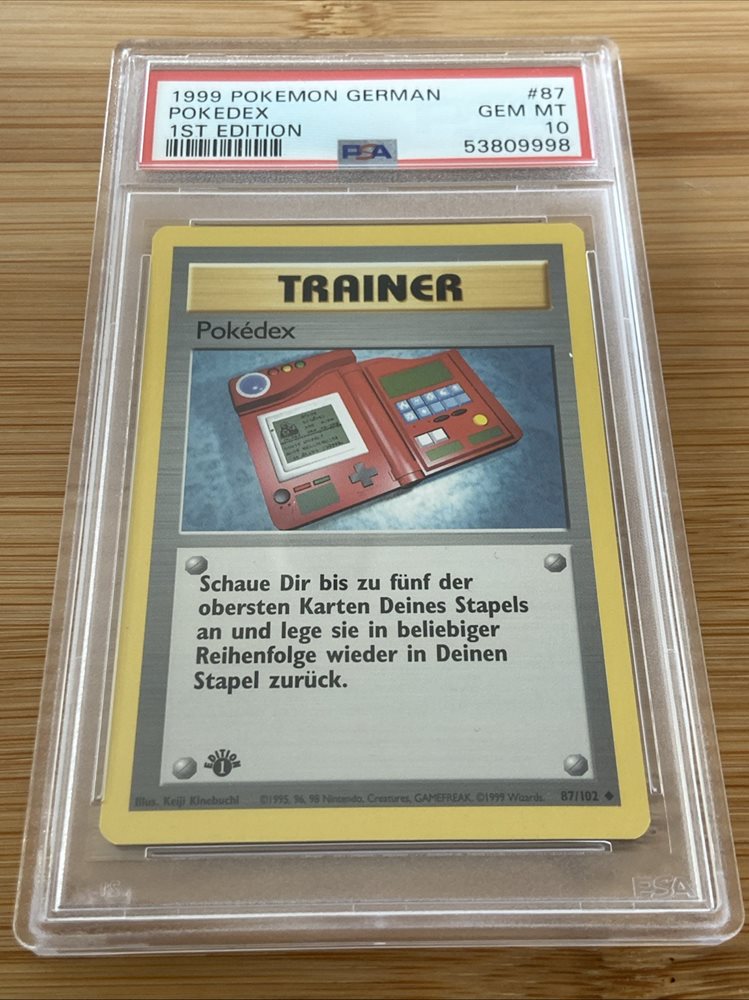 1999 POKEMON GERMAN #87
POKEDEX GEM MT
1ST EDITION 10
PSA 53809998
TRAINER
Pokédex
Schaue Dir bis zu fünf der
obersten Karten Deines Stapels
an und lege sie in beliebiger
Reihenfolge wieder in Deinen
Stapel zurück.
EDITION
1
Illus. Keiji Kinebuchi ©1995, 96, 98 Nintendo, Creatures, GAMEFREAK. ©1999 Wizards. 87/102
PSA